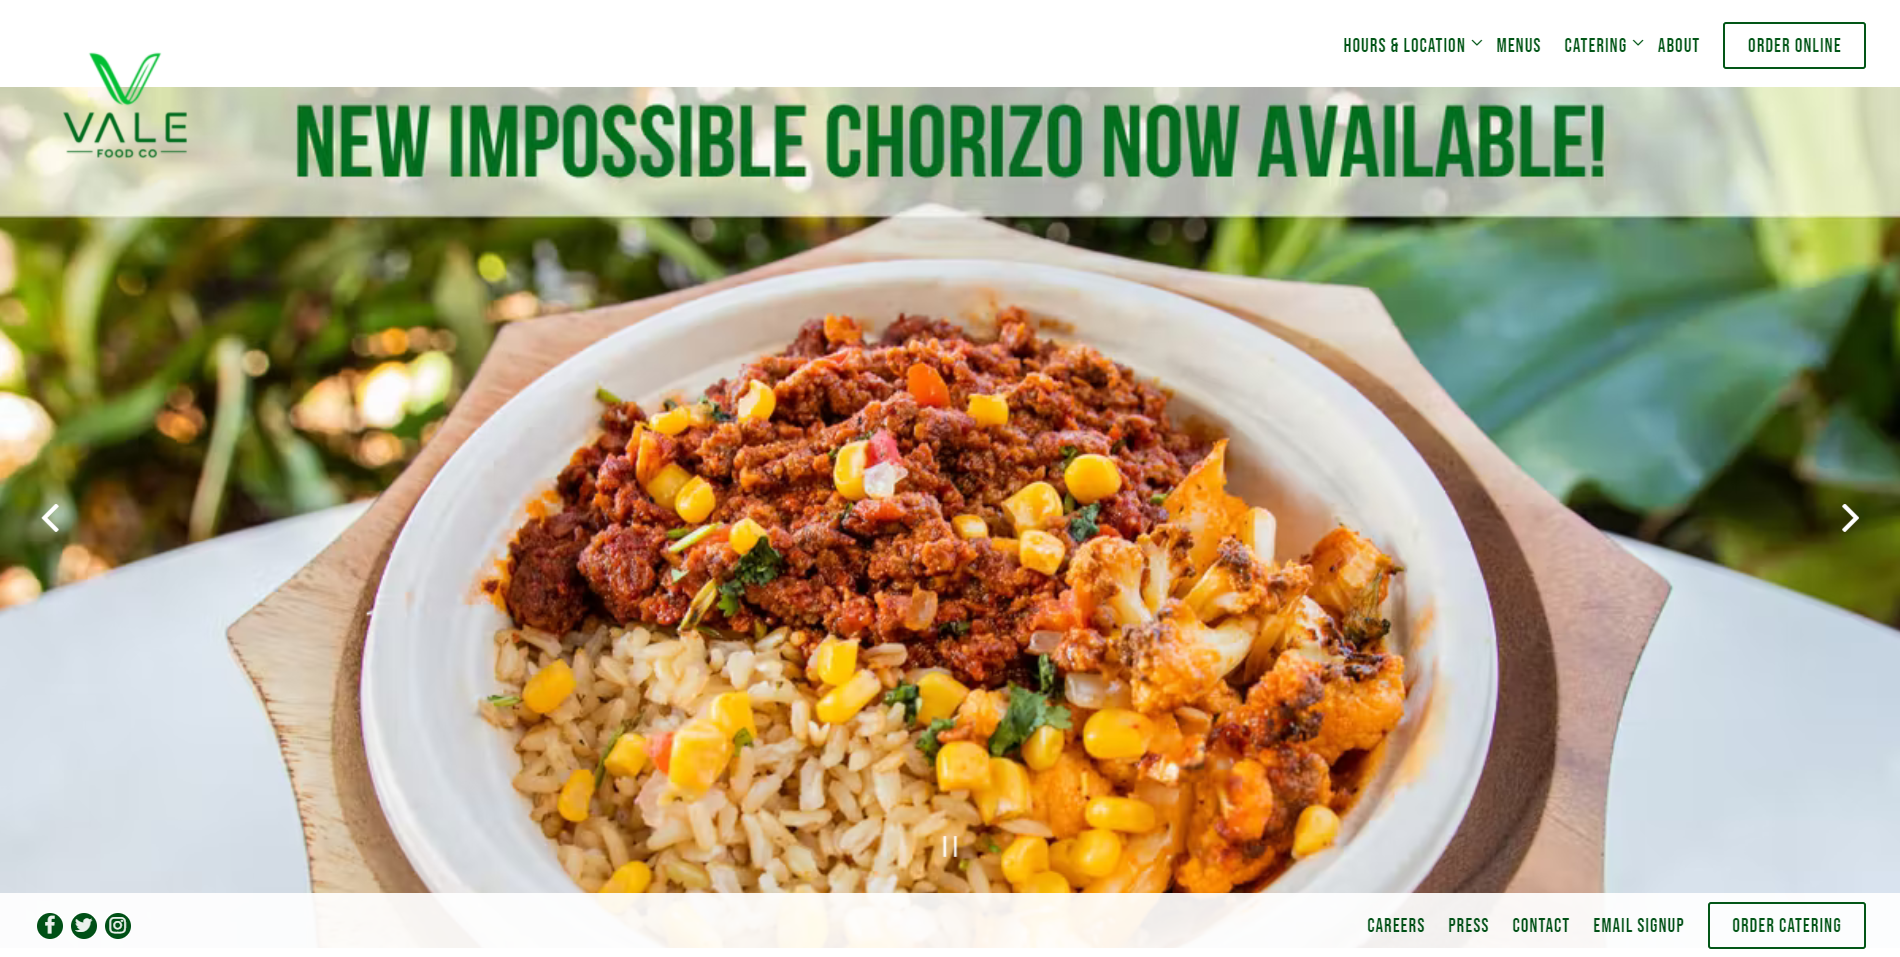 HOURS & LOCATION
MENUS
CATERING
ABOUT
ORDER ONLINE
VALE
FOOD CO
NEW IMPOSSIBLE CHORIZO NOW AVAILABLE!
CAREERS
PRESS
CONTACT
EMAIL SIGNUP
ORDER CATERING